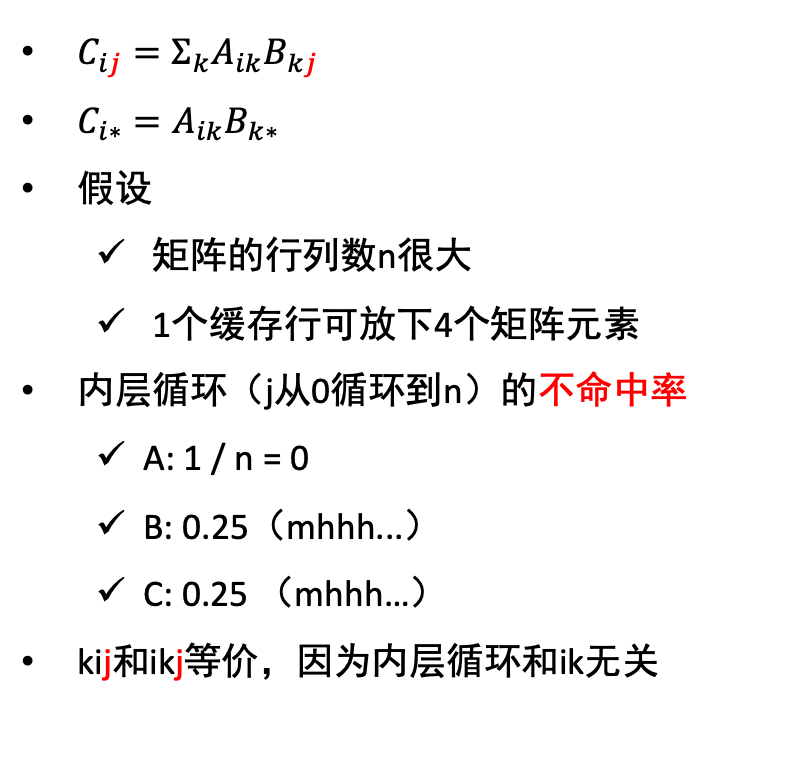 • C_{ij} = Σ_k A_{ik} B_{kj}
• C_{i*} = A_{ik} B_{k*}
• 假设
✓ 矩阵的行列数n很大
✓ 1个缓存行可放下4个矩阵元素
• 内层循环（j从0循环到n）的不命中率
✓ A: 1 / n = 0
✓ B: 0.25（mhhh...）
✓ C: 0.25 （mhhh...）
• kij和ikj等价，因为内层循环和ik无关